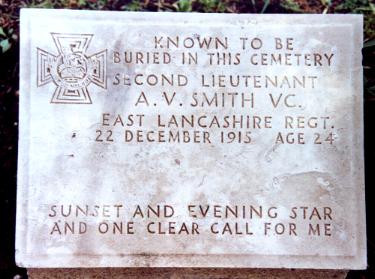 KNOWN TO BE
BURIED IN THIS CEMETERY
SECOND LIEUTENANT
A. V. SMITH VC.
EAST LANCASHIRE REGT.
22 DECEMBER 1915 AGE 24
SUNSET AND EVENING STAR
AND ONE CLEAR CALL FOR ME